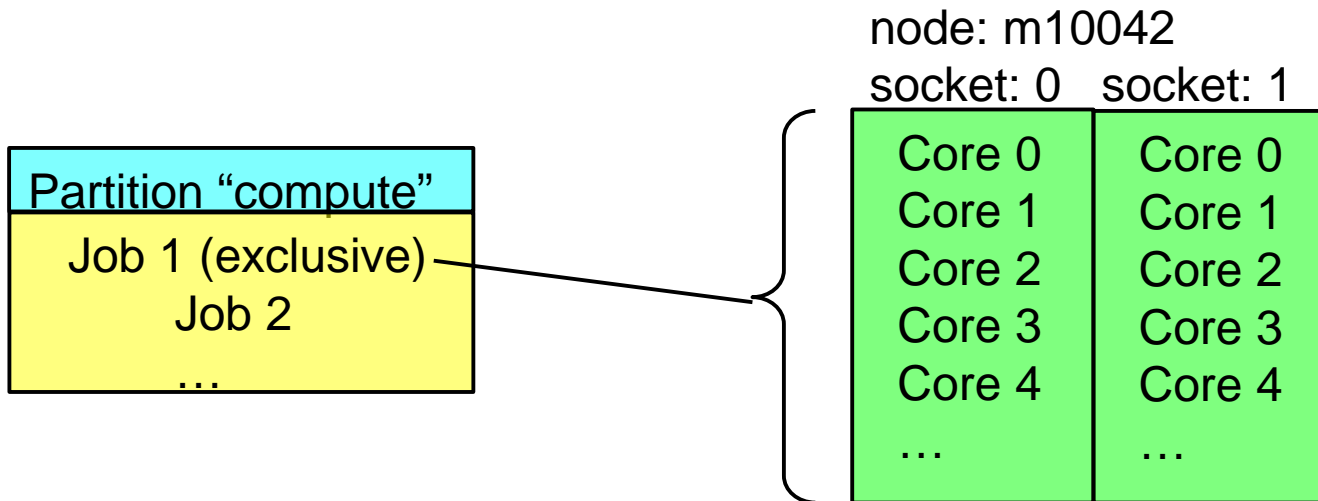 Partition “compute”
Job 1 (exclusive)
Job 2
…
node: m10042
socket: 0 socket: 1
Core 0 Core 0
Core 1 Core 1
Core 2 Core 2
Core 3 Core 3
Core 4 Core 4
… …